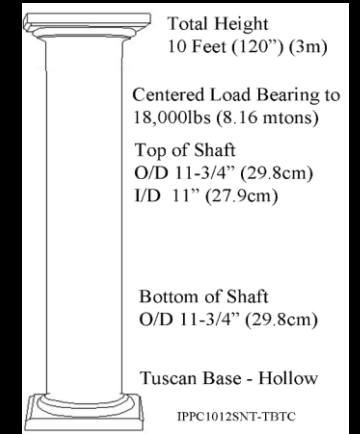 Total Height
10 Feet (120”) (3m)
Centered Load Bearing to
18,000lbs (8.16 mtons)
Top of Shaft
O/D 11-3/4” (29.8cm)
I/D  11” (27.9cm)
Bottom of Shaft
O/D 11-3/4” (29.8cm)
Tuscan Base - Hollow
IPPC1012SNT-TBTC